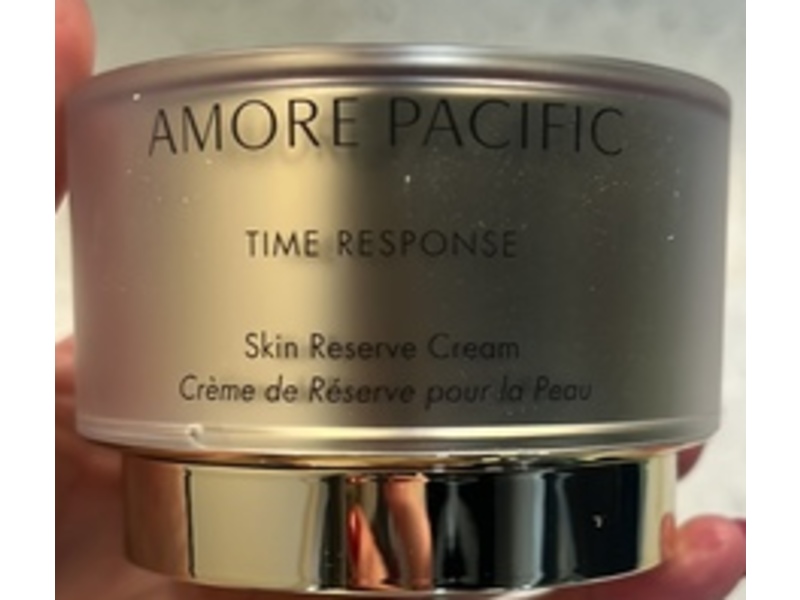 AMORE PACIFIC
TIME RESPONSE
Skin Reserve Cream
Crème de Réserve pour la Peau